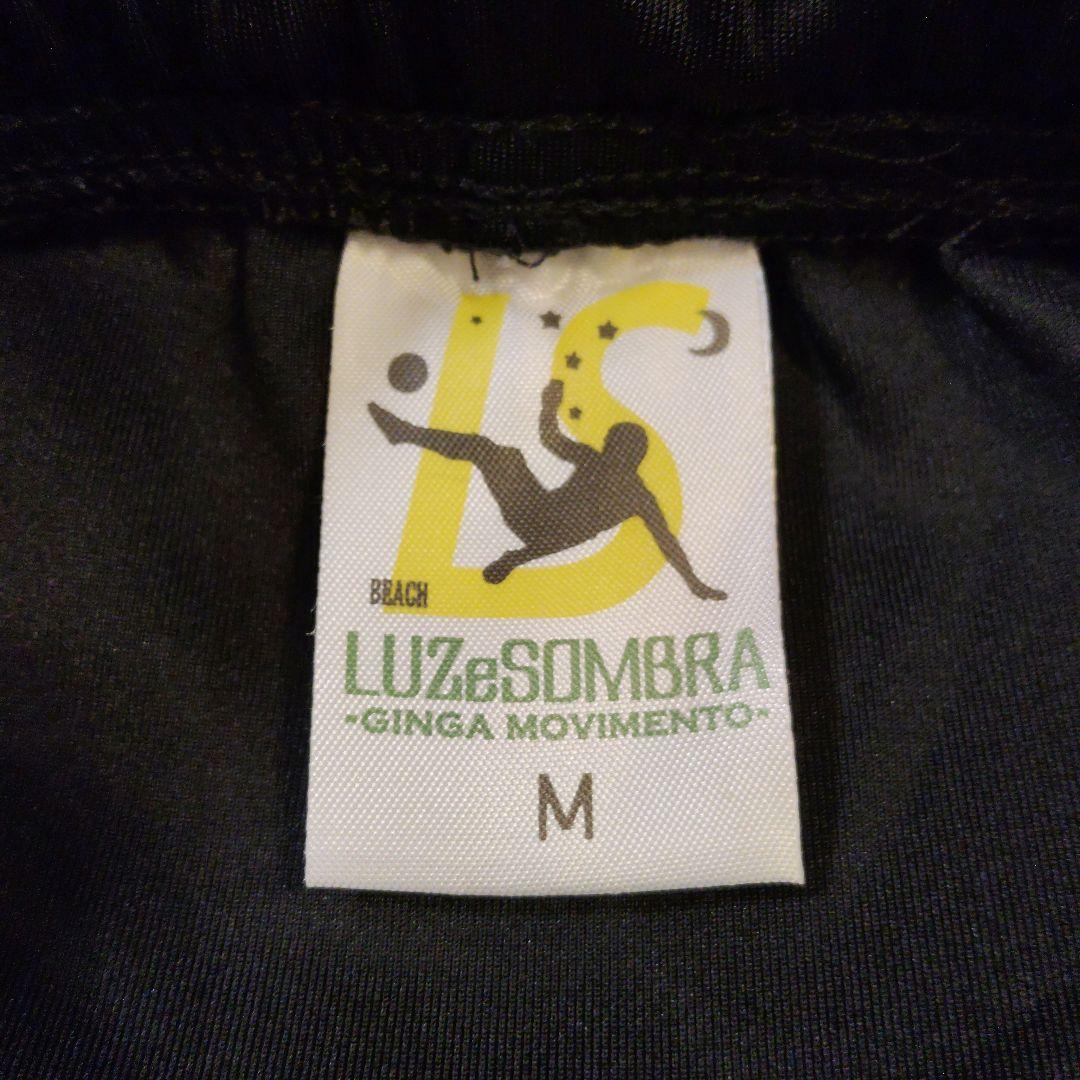 LS
BEACH
LUZeSOMBRA
-GINGA MOVIMENTO-
M